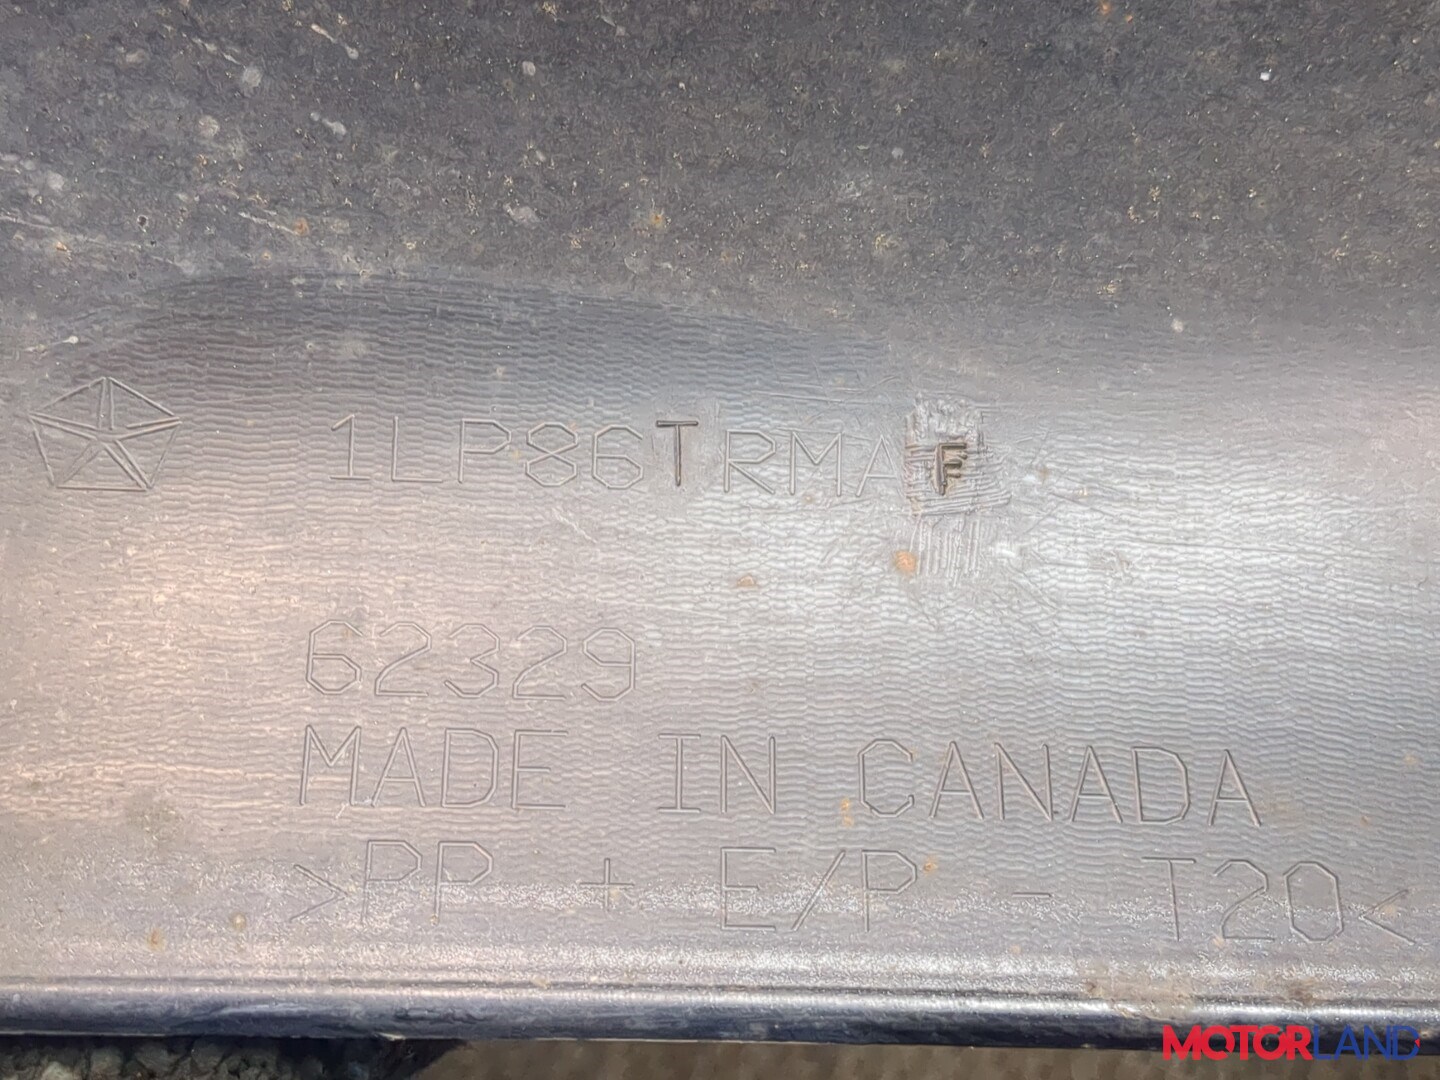 1LP86TRMAF
62329
MADE IN CANADA
>PP + E/P - T20<
MOTORLAND